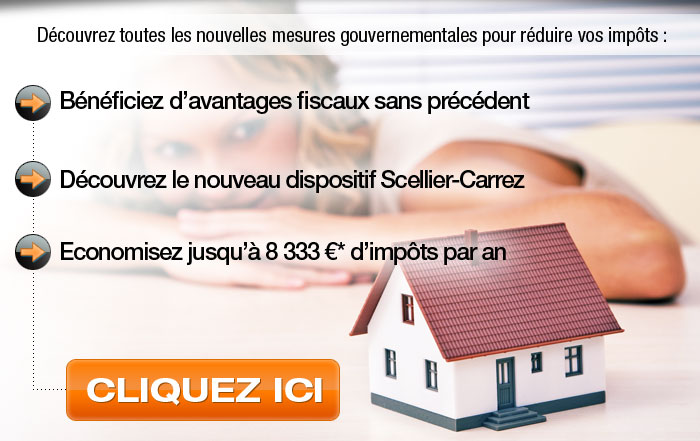 Découvrez toutes les nouvelles mesures gouvernementales pour réduire vos impôts :
Bénéficiez d'avantages fiscaux sans précédent
Découvrez le nouveau dispositif Scellier-Carrez
Economisez jusqu'à 8 333 €* d'impôts par an
CLIQUEZ ICI